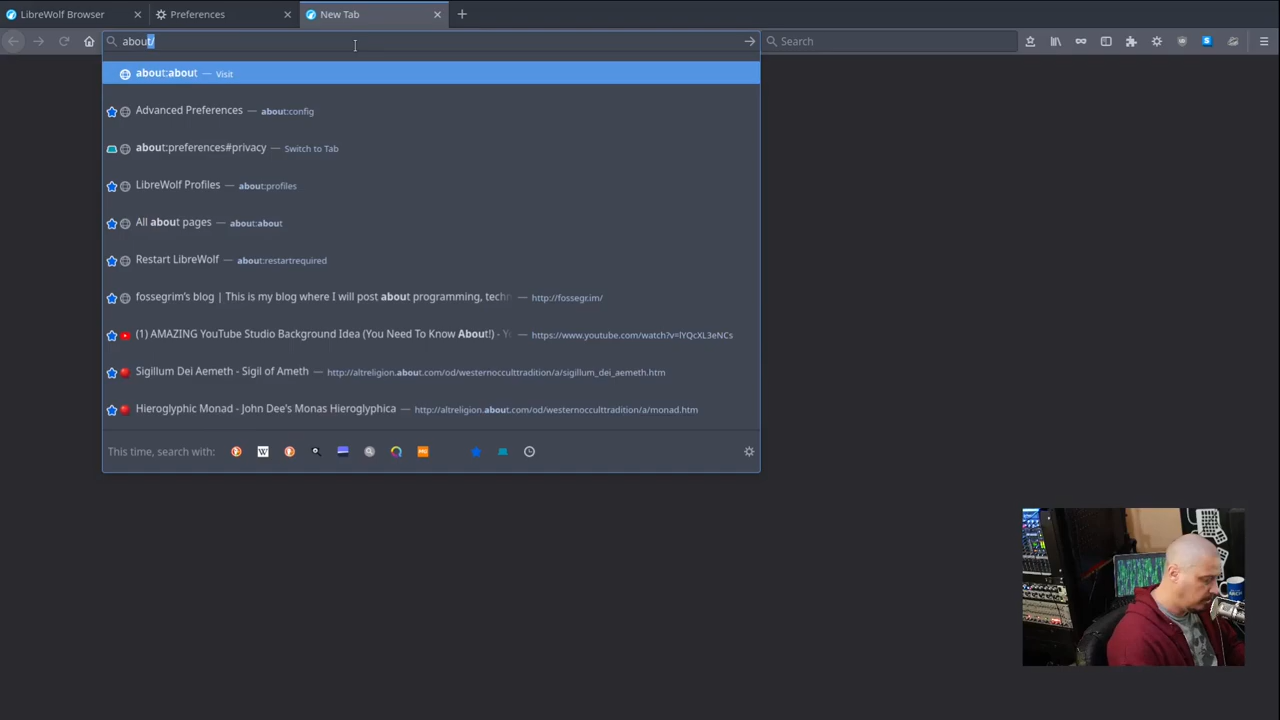 LibreWolf Browser
Preferences
New Tab
about/
Search
about:about — Visit
Advanced Preferences — about:config
about:preferences#privacy — Switch to Tab
LibreWolf Profiles — about:profiles
All about pages — about:about
Restart LibreWolf — about:restartrequired
fossegrim's blog | This is my blog where I will post about programming, techn — http://fossegr.im/
(1) AMAZING YouTube Studio Background Idea (You Need To Know About!) - Yo — https://www.youtube.com/watch?v=lYQcXL3eNCs
Sigillum Dei Aemeth - Sigil of Ameth — http://altreligion.about.com/od/westernocculttradition/a/sigillum_dei_aemeth.htm
Hieroglyphic Monad - John Dee's Monas Hieroglyphica — http://altreligion.about.com/od/westernocculttradition/a/monad.htm
This time, search with: